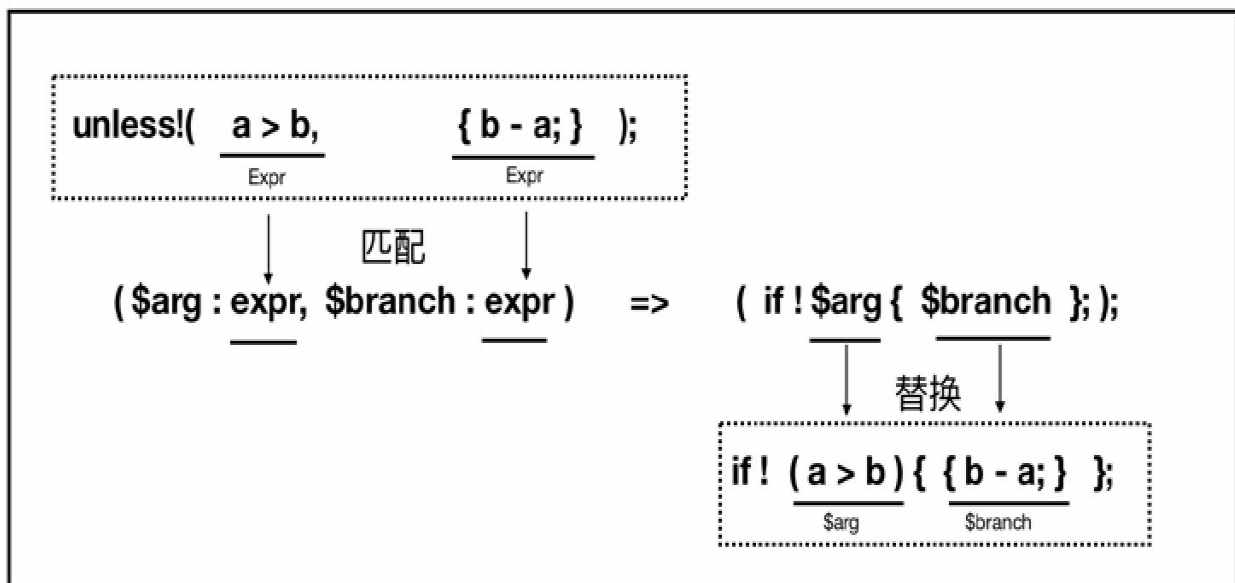 unless!( a > b, { b - a; } );
Expr Expr
匹配
( $arg : expr, $branch : expr ) => ( if ! $arg { $branch }; );
替换
if ! ( a > b ) { { b - a; } };
$arg $branch